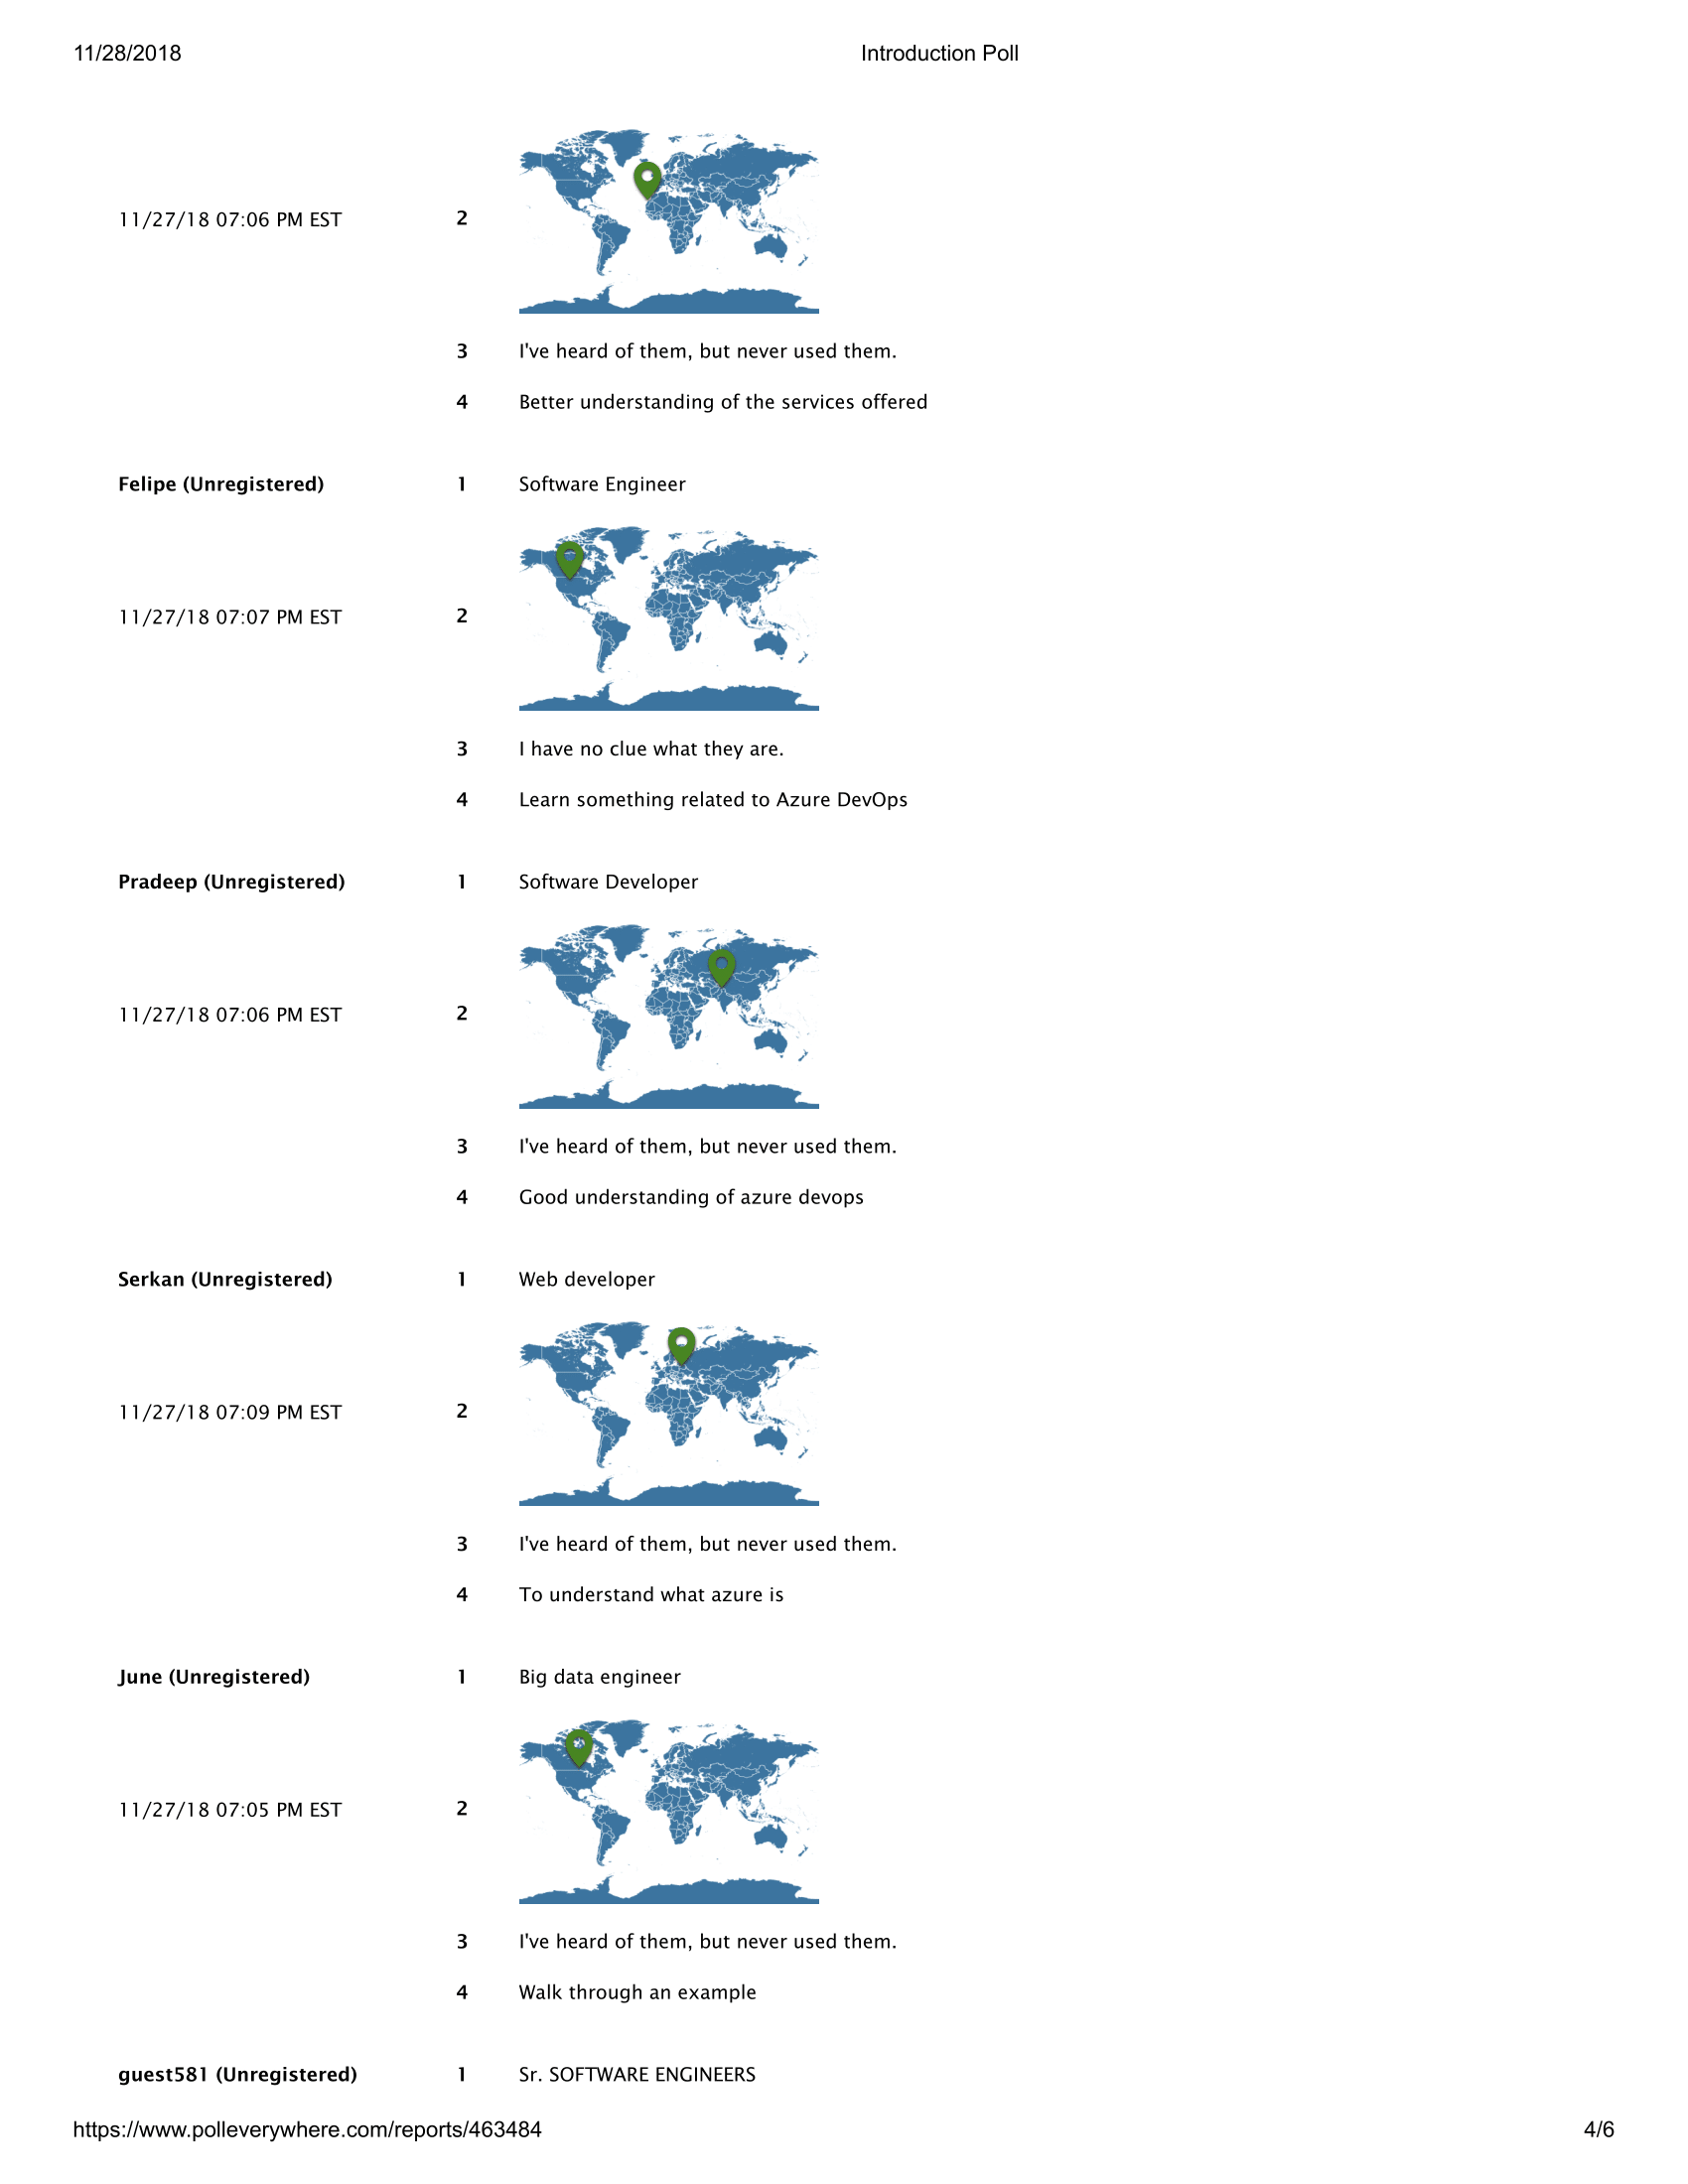 11/28/2018 Introduction Poll
11/27/18 07:06 PM EST 2
3 I've heard of them, but never used them.
4 Better understanding of the services offered
Felipe (Unregistered) 1 Software Engineer
11/27/18 07:07 PM EST 2
3 I have no clue what they are.
4 Learn something related to Azure DevOps
Pradeep (Unregistered) 1 Software Developer
11/27/18 07:06 PM EST 2
3 I've heard of them, but never used them.
4 Good understanding of azure devops
Serkan (Unregistered) 1 Web developer
11/27/18 07:09 PM EST 2
3 I've heard of them, but never used them.
4 To understand what azure is
June (Unregistered) 1 Big data engineer
11/27/18 07:05 PM EST 2
3 I've heard of them, but never used them.
4 Walk through an example
guest581 (Unregistered) 1 Sr. SOFTWARE ENGINEERS
https://www.polleverywhere.com/reports/463484 4/6